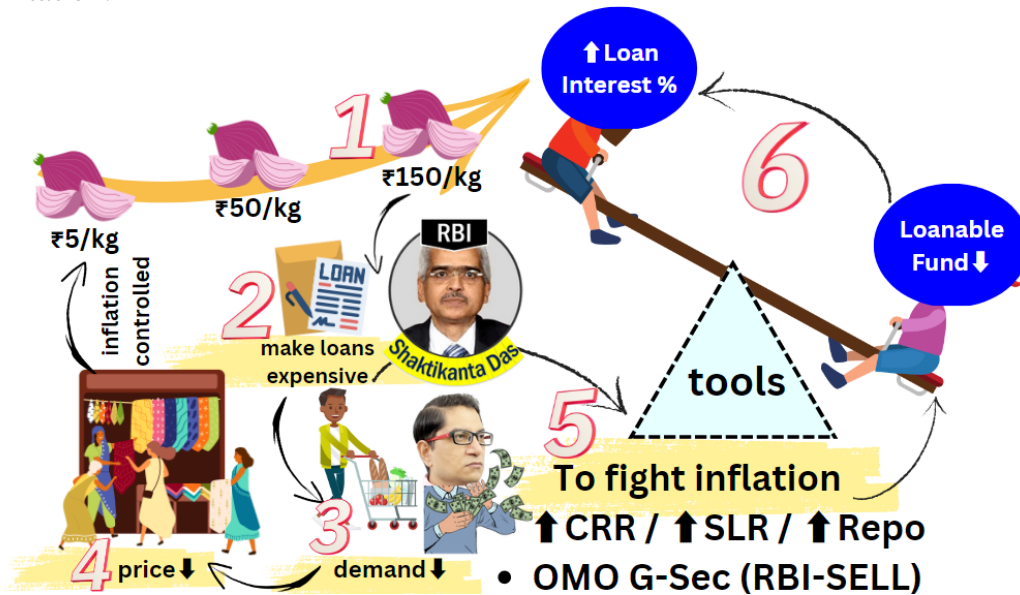 1
₹5/kg
₹50/kg
₹150/kg
2
LOAN
make loans
expensive
RBI
Shaktikanta Das
3
demand⬇
4
price⬇
inflation
controlled
5
tools
To fight inflation
⬆CRR / ⬆SLR / ⬆Repo
• OMO G-Sec (RBI-SELL)
6
Loanable
Fund⬇
⬆Loan
Interest %